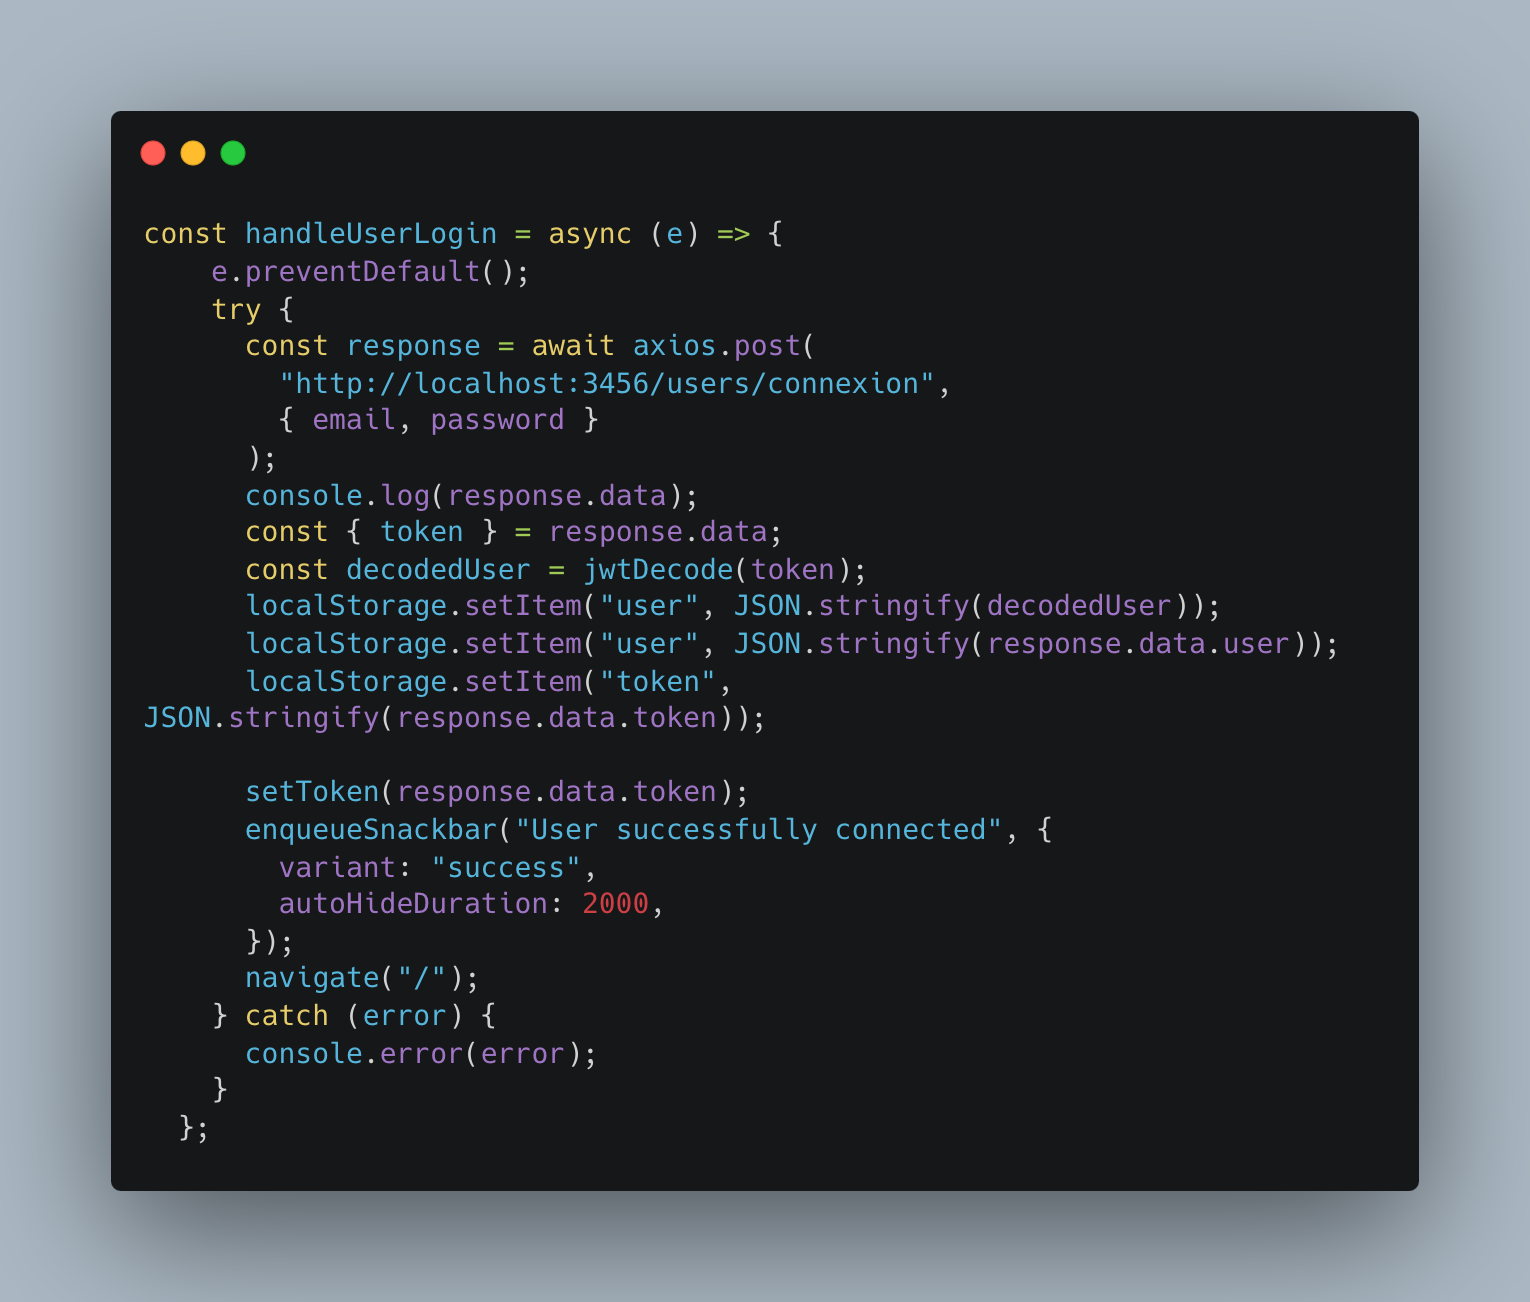 const handleUserLogin = async (e) => {
    e.preventDefault();
    try {
      const response = await axios.post(
        "http://localhost:3456/users/connexion",
        { email, password }
      );
      console.log(response.data);
      const { token } = response.data;
      const decodedUser = jwtDecode(token);
      localStorage.setItem("user", JSON.stringify(decodedUser));
      localStorage.setItem("user", JSON.stringify(response.data.user));
      localStorage.setItem("token",
JSON.stringify(response.data.token));

      setToken(response.data.token);
      enqueueSnackbar("User successfully connected", {
        variant: "success",
        autoHideDuration: 2000,
      });
      navigate("/");
    } catch (error) {
      console.error(error);
    }
  };